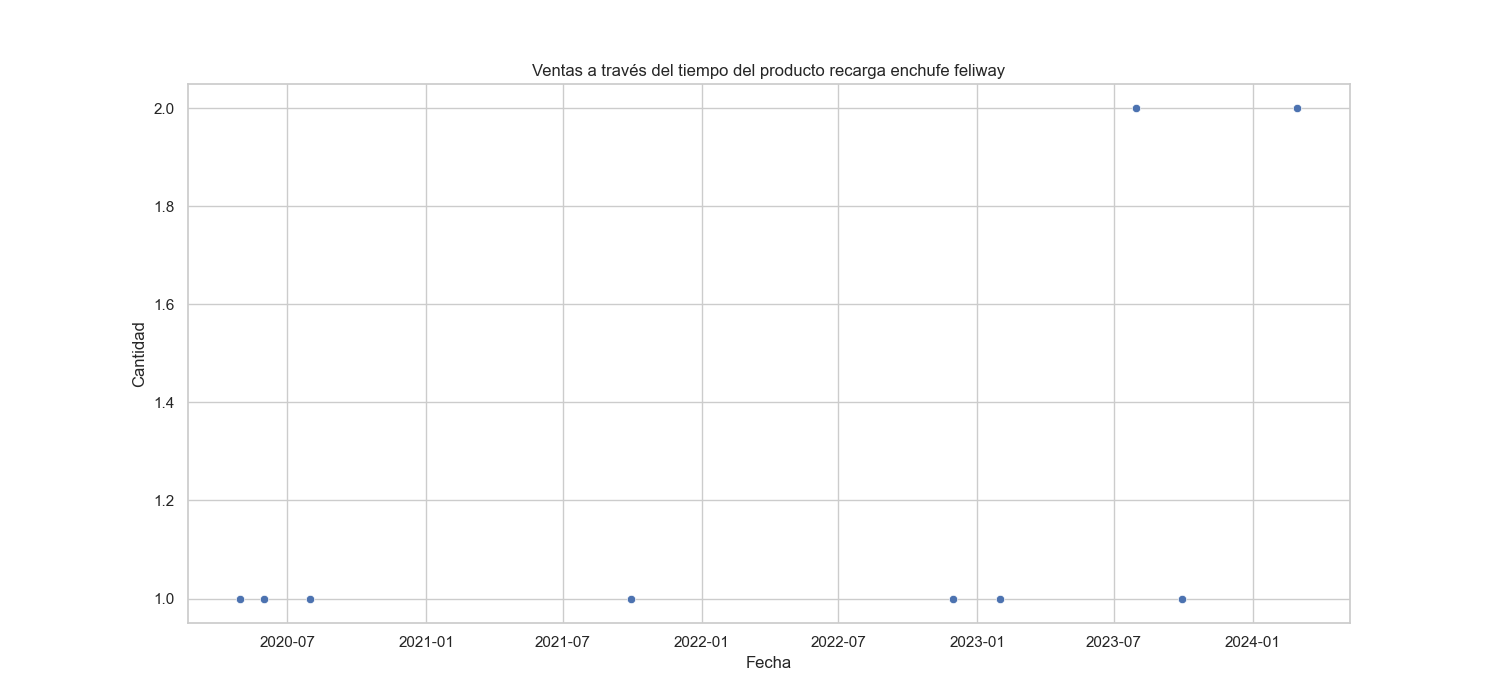 Ventas a través del tiempo del producto recarga enchufe feliway
2.0
1.8
1.6
1.4
1.2
1.0
Cantidad
2020-07 2021-01 2021-07 2022-01 2022-07 2023-01 2023-07 2024-01
Fecha